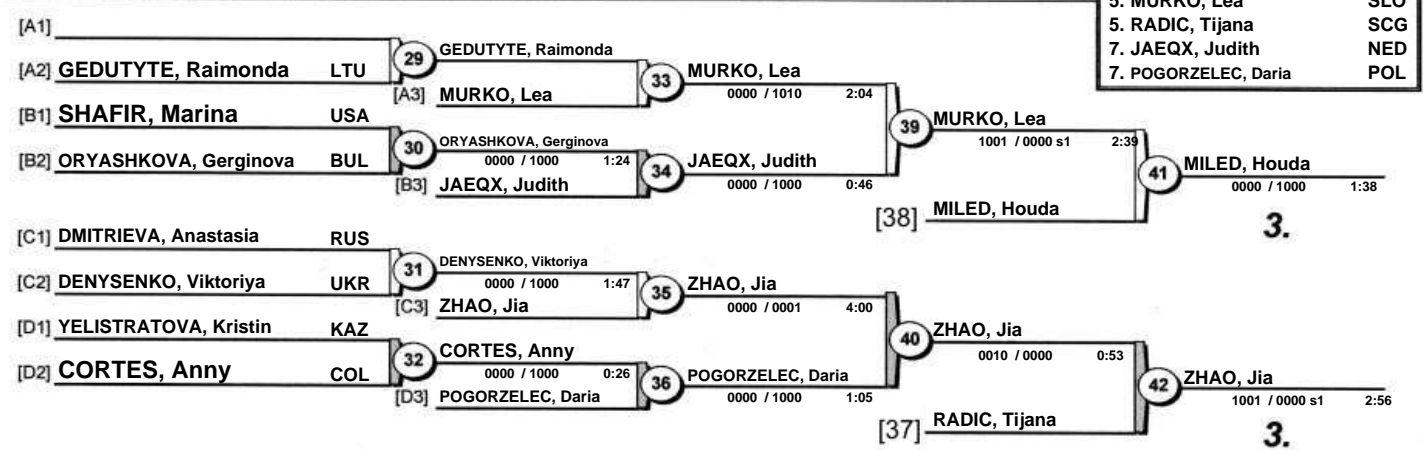 5. MURKO, Lea SLO
5. RADIC, Tijana SCG
7. JAEQX, Judith NED
7. POGORZELEC, Daria POL
[A1]
[A2] GEDUTYTE, Raimonda LTU
29
GEDUTYTE, Raimonda
[A3] MURKO, Lea
33
MURKO, Lea
0000 / 1010 2:04
[B1] SHAFIR, Marina USA
[B2] ORYASHKOVA, Gerginova BUL
30
ORYASHKOVA, Gerginova
0000 / 1000 1:24
[B3] JAEQX, Judith
34
JAEQX, Judith
0000 / 1000 0:46
39
MURKO, Lea
1001 / 0000 s1 2:39
[38] MILED, Houda
41
MILED, Houda
0000 / 1000 1:38
3.
[C1] DMITRIEVA, Anastasia RUS
[C2] DENYSENKO, Viktoriya UKR
31
DENYSENKO, Viktoriya
0000 / 1000 1:47
[C3] ZHAO, Jia
35
ZHAO, Jia
0000 / 0001 4:00
[D1] YELISTRATOVA, Kristin KAZ
[D2] CORTES, Anny COL
32
CORTES, Anny
0000 / 1000 0:26
[D3] POGORZELEC, Daria
36
POGORZELEC, Daria
0000 / 1000 1:05
40
ZHAO, Jia
0010 / 0000 0:53
[37] RADIC, Tijana
42
ZHAO, Jia
1001 / 0000 s1 2:56
3.